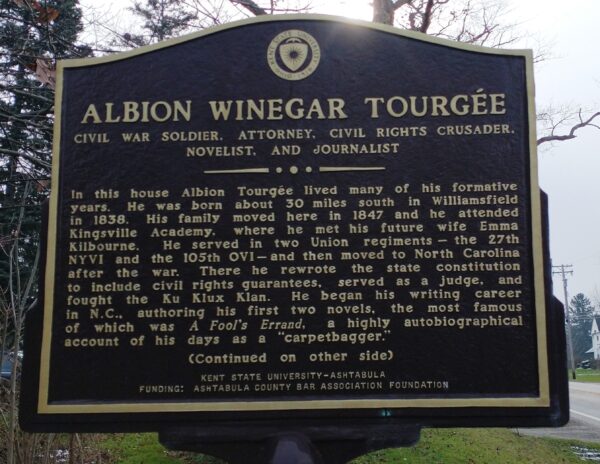 ALBION WINEGAR TOURGÉE
CIVIL WAR SOLDIER, ATTORNEY, CIVIL RIGHTS CRUSADER,
NOVELIST, AND JOURNALIST
In this house Albion Tourgée lived many of his formative
years. He was born about 30 miles south in Williamsfield
in 1838. His family moved here in 1847 and he attended
Kingsville Academy, where he met his future wife Emma
Kilbourne. He served in two Union regiments – the 27th
NYVI and the 105th OVI – and then moved to North Carolina
after the war. There he rewrote the state constitution
to include civil rights guarantees, served as a judge, and
fought the Ku Klux Klan. He began his writing career
in N.C., authoring his first two novels, the most famous
of which was A Fool's Errand, a highly autobiographical
account of his days as a "carpetbagger."
(Continued on other side)
KENT STATE UNIVERSITY-ASHTABULA
FUNDING: ASHTABULA COUNTY BAR ASSOCIATION FOUNDATION